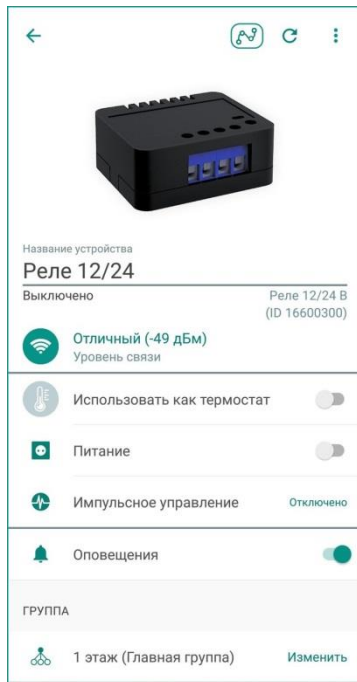 Название устройства
Реле 12/24
Выключено
Реле 12/24 В
(ID 16600300)
Отличный (-49 дБм)
Уровень связи
Использовать как термостат
Питание
Импульсное управление
Отключено
Оповещения
ГРУППА
1 этаж (Главная группа)
Изменить